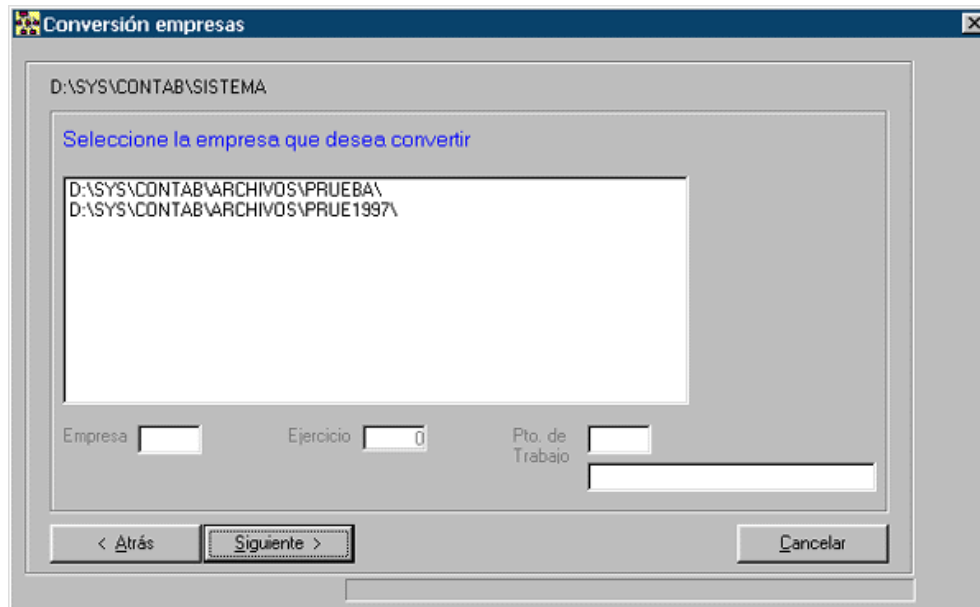 Conversión empresas
D:\SYS\CONTAB\SISTEMA
Seleccione la empresa que desea convertir
D:\SYS\CONTAB\ARCHIVOS\PRUEBA\
D:\SYS\CONTAB\ARCHIVOS\PRUE1997\
Empresa Ejercicio 0 Pto. de
Trabajo
< Atrás Siguiente > Cancelar